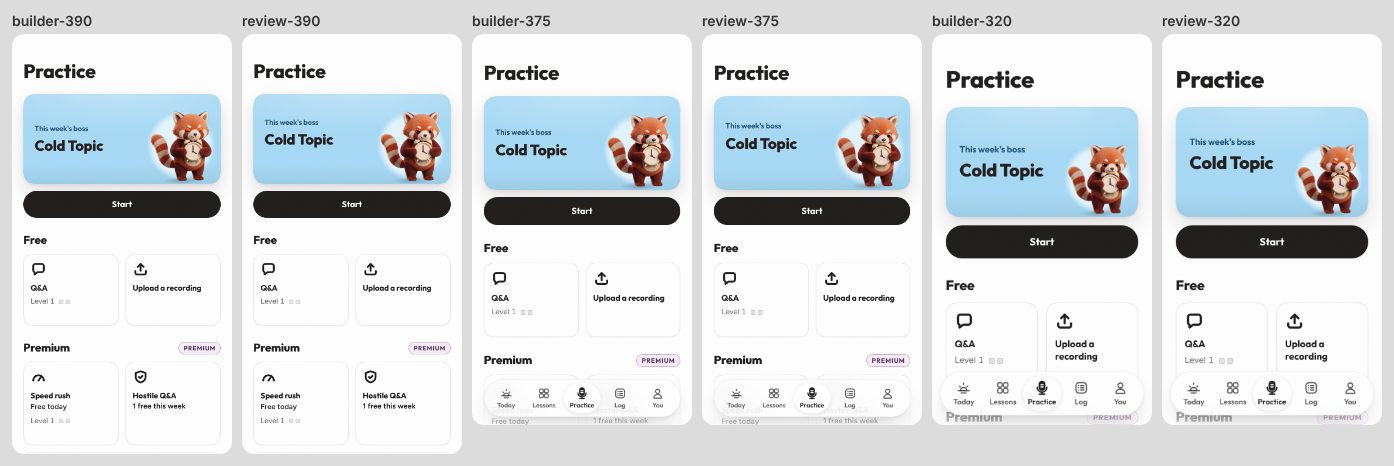 builder-390
Practice
This week's boss
Cold Topic
Start
Free
Q&A
Level 1
Upload a recording
Premium
PREMIUM
Speed rush
Free today
Level 1
Hostile Q&A
1 free this week
review-390
Practice
This week's boss
Cold Topic
Start
Free
Q&A
Level 1
Upload a recording
Premium
PREMIUM
Speed rush
Free today
Level 1
Hostile Q&A
1 free this week
builder-375
Practice
This week's boss
Cold Topic
Start
Free
Q&A
Level 1
Upload a recording
Premium
PREMIUM
Today
Lessons
Practice
Log
You
Free today
1 free this week
review-375
Practice
This week's boss
Cold Topic
Start
Free
Q&A
Level 1
Upload a recording
Premium
PREMIUM
Today
Lessons
Practice
Log
You
Free today
1 free this week
builder-320
Practice
This week's boss
Cold Topic
Start
Free
Q&A
Level 1
Upload a
recording
Today
Lessons
Practice
Log
You
Premium
PREMIUM
review-320
Practice
This week's boss
Cold Topic
Start
Free
Q&A
Level 1
Upload a
recording
Today
Lessons
Practice
Log
You
Premium
PREMIUM